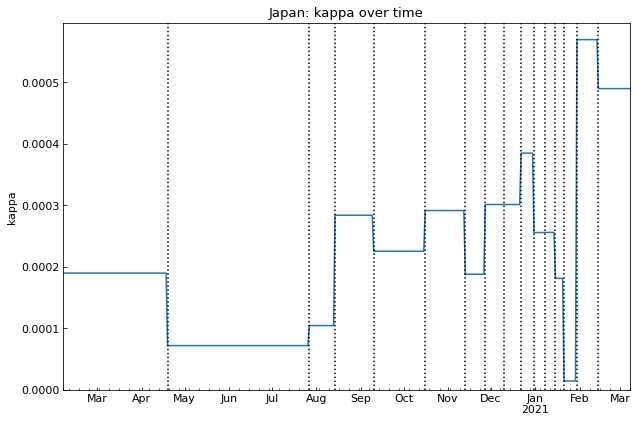 Japan: kappa over time
kappa
0.0005
0.0004
0.0003
0.0002
0.0001
0.0000
Mar Apr May Jun Jul Aug Sep Oct Nov Dec Jan Feb Mar
2021